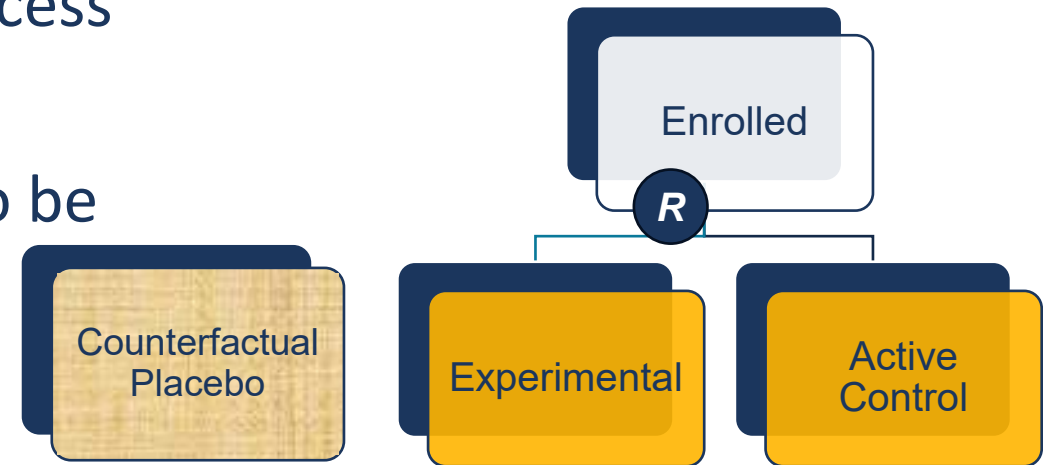 cess
Enrolled
R
o be
Counterfactual
Placebo
Experimental
Active
Control